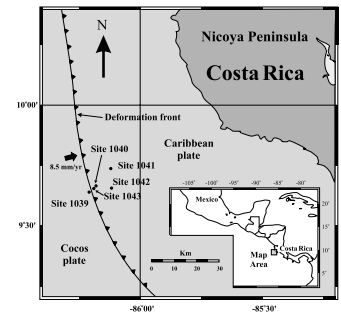 N
Nicoya Peninsula
Costa Rica
10°00'
Deformation front
Caribbean
plate
Site 1040
8.5 mm/yr
Site 1041
Site 1042
Site 1039
Site 1043
9°30'
Cocos
plate
-105° -100° -95° -90° -85° -80°
Mexico
20°
15°
10°
5°
Costa Rica
Map
Area
Km
0 10 20 30
-86°00'
-85°30'